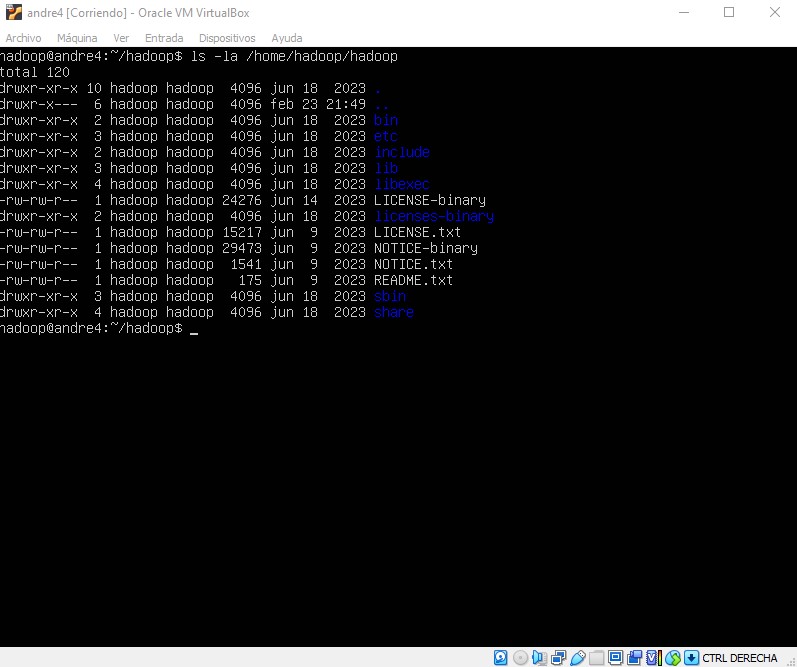 andre4 [Corriendo] - Oracle VM VirtualBox
Archivo Máquina Ver Entrada Dispositivos Ayuda
hadoop@andre4:~/hadoop$ ls -la /home/hadoop/hadoop
total 120
drwxr-xr-x 10 hadoop hadoop  4096 jun 18  2023 .
drwxr-x---  6 hadoop hadoop  4096 feb 23 21:49 ..
drwxr-xr-x  2 hadoop hadoop  4096 jun 18  2023 bin
drwxr-xr-x  3 hadoop hadoop  4096 jun 18  2023 etc
drwxr-xr-x  2 hadoop hadoop  4096 jun 18  2023 include
drwxr-xr-x  3 hadoop hadoop  4096 jun 18  2023 lib
drwxr-xr-x  4 hadoop hadoop  4096 jun 18  2023 libexec
-rw-rw-r--  1 hadoop hadoop 24276 jun 14  2023 LICENSE-binary
drwxr-xr-x  2 hadoop hadoop  4096 jun 18  2023 licenses-binary
-rw-rw-r--  1 hadoop hadoop 15217 jun  9  2023 LICENSE.txt
-rw-rw-r--  1 hadoop hadoop 29473 jun  9  2023 NOTICE-binary
-rw-rw-r--  1 hadoop hadoop  1541 jun  9  2023 NOTICE.txt
-rw-rw-r--  1 hadoop hadoop   175 jun  9  2023 README.txt
drwxr-xr-x  3 hadoop hadoop  4096 jun 18  2023 sbin
drwxr-xr-x  4 hadoop hadoop  4096 jun 18  2023 share
hadoop@andre4:~/hadoop$ _
CTRL DERECHA